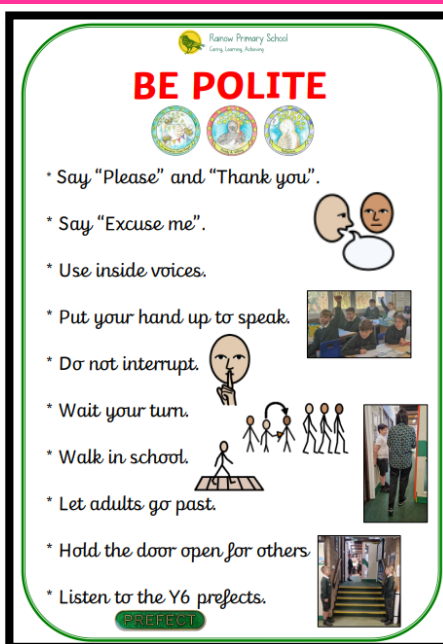 Rainow Primary School
Caring, Learning, Achieving
BE POLITE
* Say “Please” and “Thank you”.
* Say “Excuse me”.
* Use inside voices.
* Put your hand up to speak.
* Do not interrupt.
* Wait your turn.
* Walk in school.
* Let adults go past.
* Hold the door open for others
* Listen to the Y6 prefects.
PREFECT